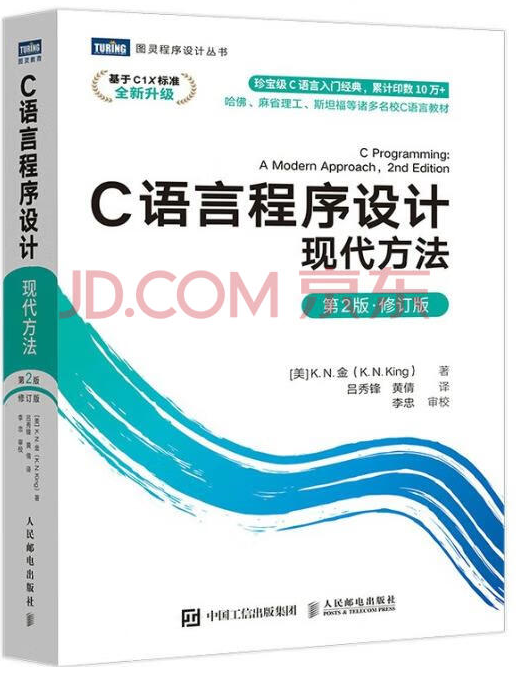 TURING 图灵程序设计丛书
基于C1X标准
全新升级
珍宝级 C 语言入门经典，累计印数 10 万+
哈佛、麻省理工、斯坦福等诸多名校C语言教材
C Programming:
A Modern Approach, 2nd Edition
C语言程序设计
现代方法
第2版·修订版
JD.COM 京东
[美]K. N. 金（K. N. King） 著
吕秀锋 黄倩 译
李忠 审校
中国工信出版集团
人民邮电出版社
POSTS & TELECOM PRESS
TURING
图灵教育
C语言程序设计
现代方法
第2版
修订版
[美] K. N. 金 (K. N. King) 著
吕秀锋 黄倩 译
李忠 审校
人民邮电出版社